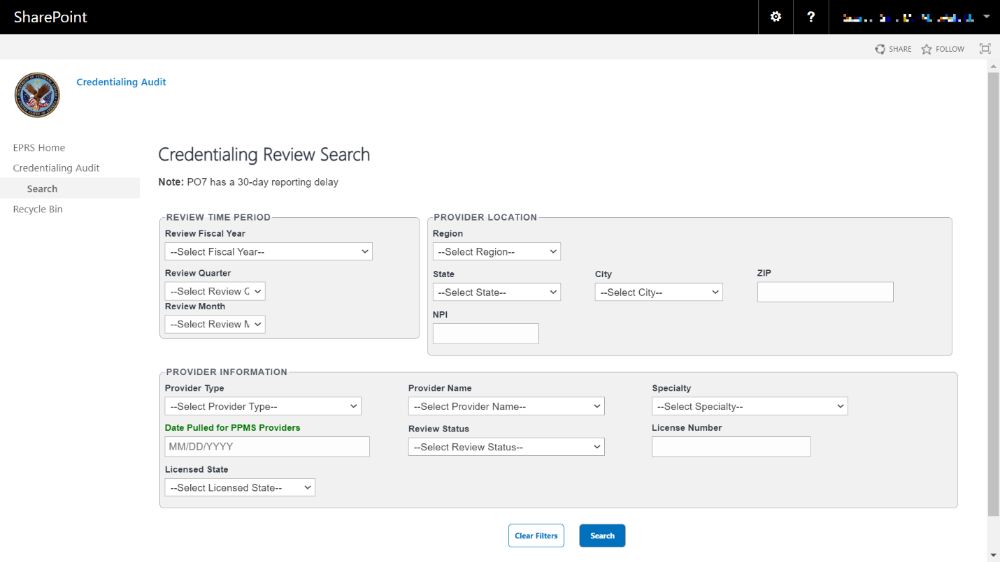 SharePoint
?
SHARE
FOLLOW
Credentialing Audit
EPRS Home
Credentialing Audit
Search
Recycle Bin
Credentialing Review Search
Note: PO7 has a 30-day reporting delay
REVIEW TIME PERIOD
Review Fiscal Year
--Select Fiscal Year--
Review Quarter
--Select Review Q
Review Month
--Select Review M
PROVIDER LOCATION
Region
--Select Region--
State
--Select State--
City
--Select City--
ZIP
NPI
PROVIDER INFORMATION
Provider Type
--Select Provider Type--
Provider Name
--Select Provider Name--
Specialty
--Select Specialty--
Date Pulled for PPMS Providers
MM/DD/YYYY
Review Status
--Select Review Status--
License Number
Licensed State
--Select Licensed State--
Clear Filters
Search